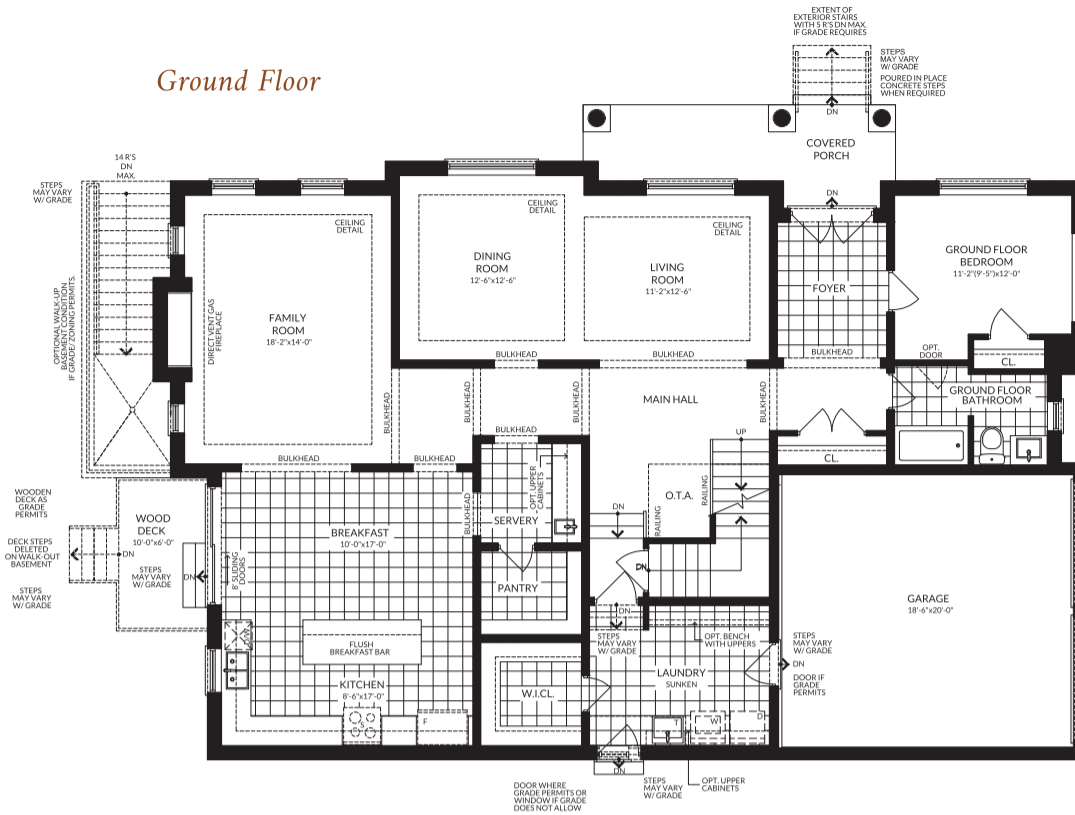 Ground Floor
EXTENT OF
EXTERIOR STAIRS
WITH 5 R'S DN MAX.
IF GRADE REQUIRES
STEPS
MAY VARY
W/ GRADE
POURED IN PLACE
CONCRETE STEPS
WHEN REQUIRED
DN
COVERED
PORCH
DN
14 R'S
DN
MAX.
STEPS
MAY VARY
W/ GRADE
OPTIONAL WALK-UP
BASEMENT CONDITION
IF GRADE/ ZONING PERMITS.
CEILING
DETAIL
DIRECT VENT GAS
FIREPLACE
FAMILY
ROOM
18'-2"x14'-0"
CEILING
DETAIL
DINING
ROOM
12'-6"x12'-6"
CEILING
DETAIL
LIVING
ROOM
11'-2"x12'-6"
FOYER
GROUND FLOOR
BEDROOM
11'-2"(9'-5")x12'-0"
BULKHEAD
BULKHEAD
BULKHEAD
OPT.
DOOR
CL.
BULKHEAD
BULKHEAD
BULKHEAD
BULKHEAD
MAIN HALL
GROUND FLOOR
BATHROOM
BULKHEAD
UP
CL.
BULKHEAD
BULKHEAD
BULKHEAD
OPT. UPPER
CABINETS
SERVERY
O.T.A.
RAILING
RAILING
DN
WOODEN
DECK AS
GRADE
PERMITS
DECK STEPS
DELETED
ON WALK-OUT
BASEMENT
STEPS
MAY VARY
W/ GRADE
WOOD
DECK
10'-0"x6'-0"
DN
STEPS
MAY VARY
W/ GRADE
DN
8' SLIDING
DOORS
BREAKFAST
10'-0"x17'-0"
PANTRY
DN
DN
GARAGE
18'-6"x20'-0"
FLUSH
BREAKFAST BAR
D/W
STEPS
MAY VARY
W/ GRADE
OPT. BENCH
WITH UPPERS
STEPS
MAY VARY
W/ GRADE
DN
DOOR IF
GRADE
PERMITS
KITCHEN
8'-6"x17'-0"
W.I.CL.
LAUNDRY
SUNKEN
S
F
T
W
D
DN
DOOR WHERE
GRADE PERMITS OR
WINDOW IF GRADE
DOES NOT ALLOW
STEPS
MAY VARY
W/ GRADE
OPT. UPPER
CABINETS